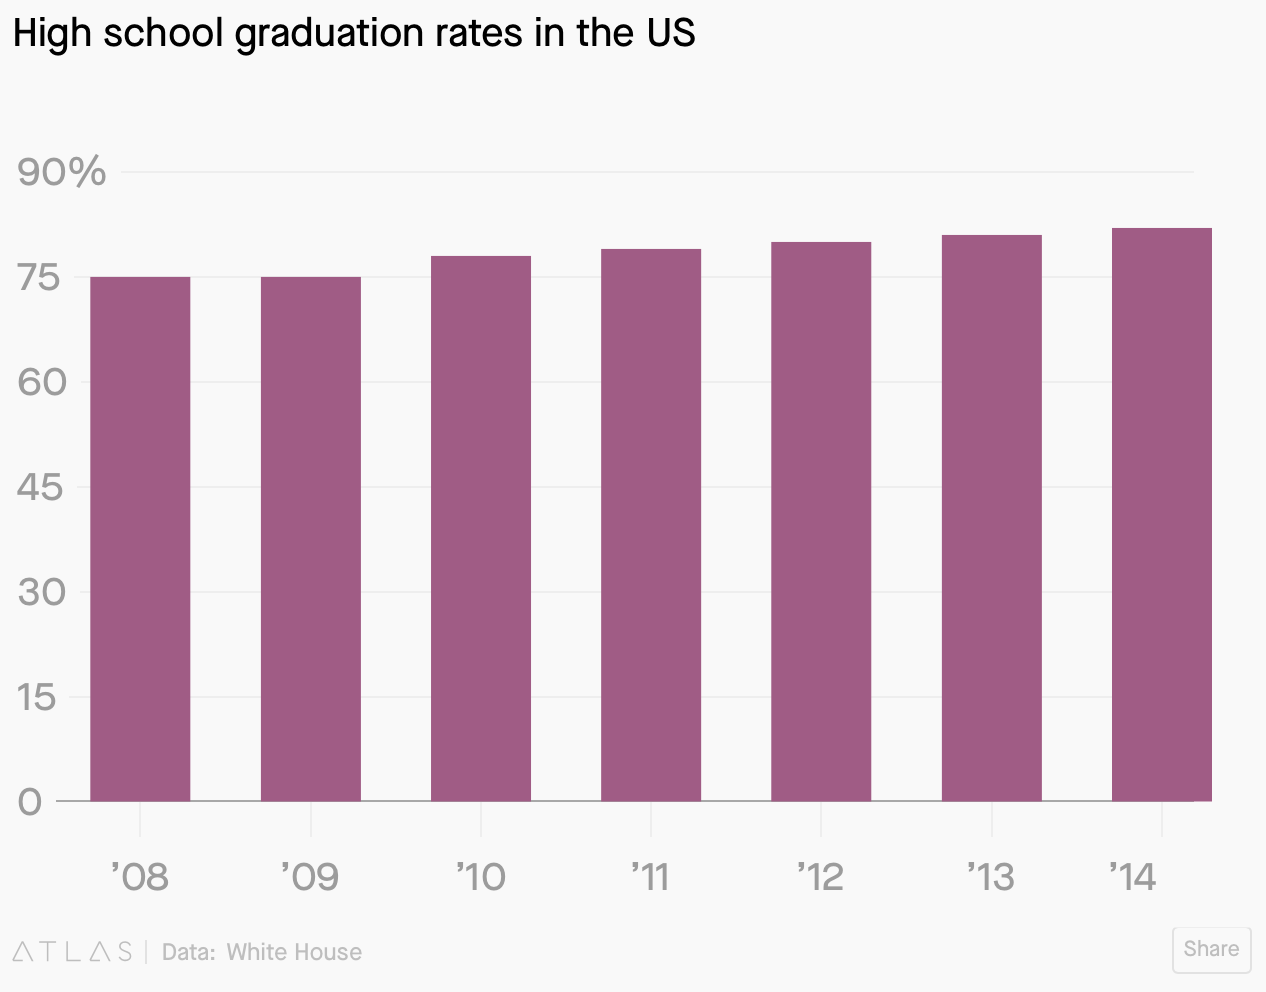 High school graduation rates in the US
90%
75
60
45
30
15
0
’08 ’09 ’10 ’11 ’12 ’13 ’14
ATLAS | Data: White House Share